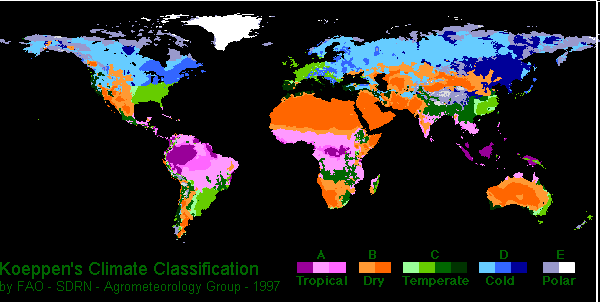 Koeppen's Climate Classification
by FAO - SDRN - Agrometeorology Group - 1997
A B C D E
Tropical Dry Temperate Cold Polar